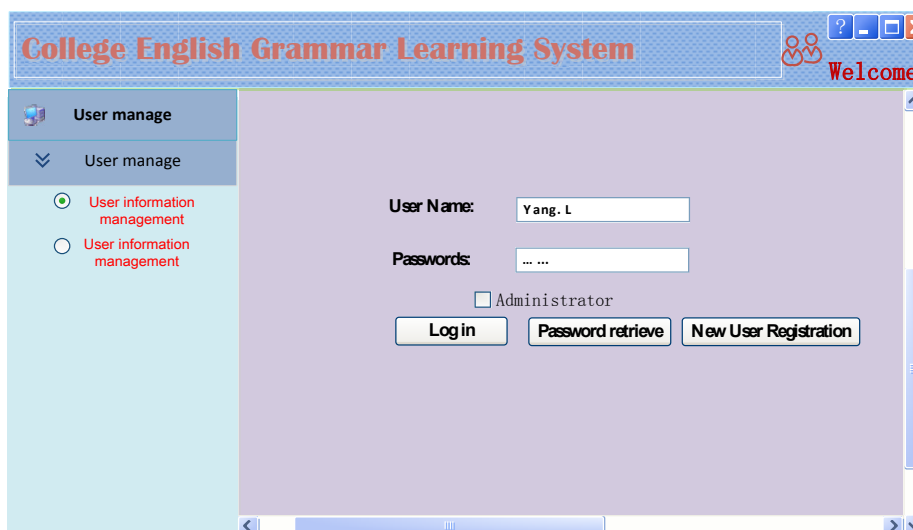 College English Grammar Learning System
?
Welcome
User manage
User manage
User information
management
User information
management
User Name:
Yang. L
Passwords:
... ...
Administrator
Log in
Password retrieve
New User Registration